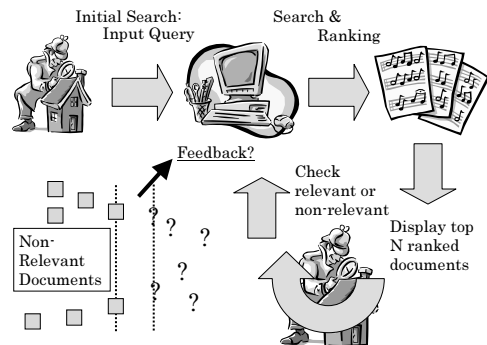 Initial Search:
Input Query
Search &
Ranking
Feedback?
Check
relevant or
non-relevant
Display top
N ranked
documents
Non-
Relevant
Documents
?
?
?
?
?
?